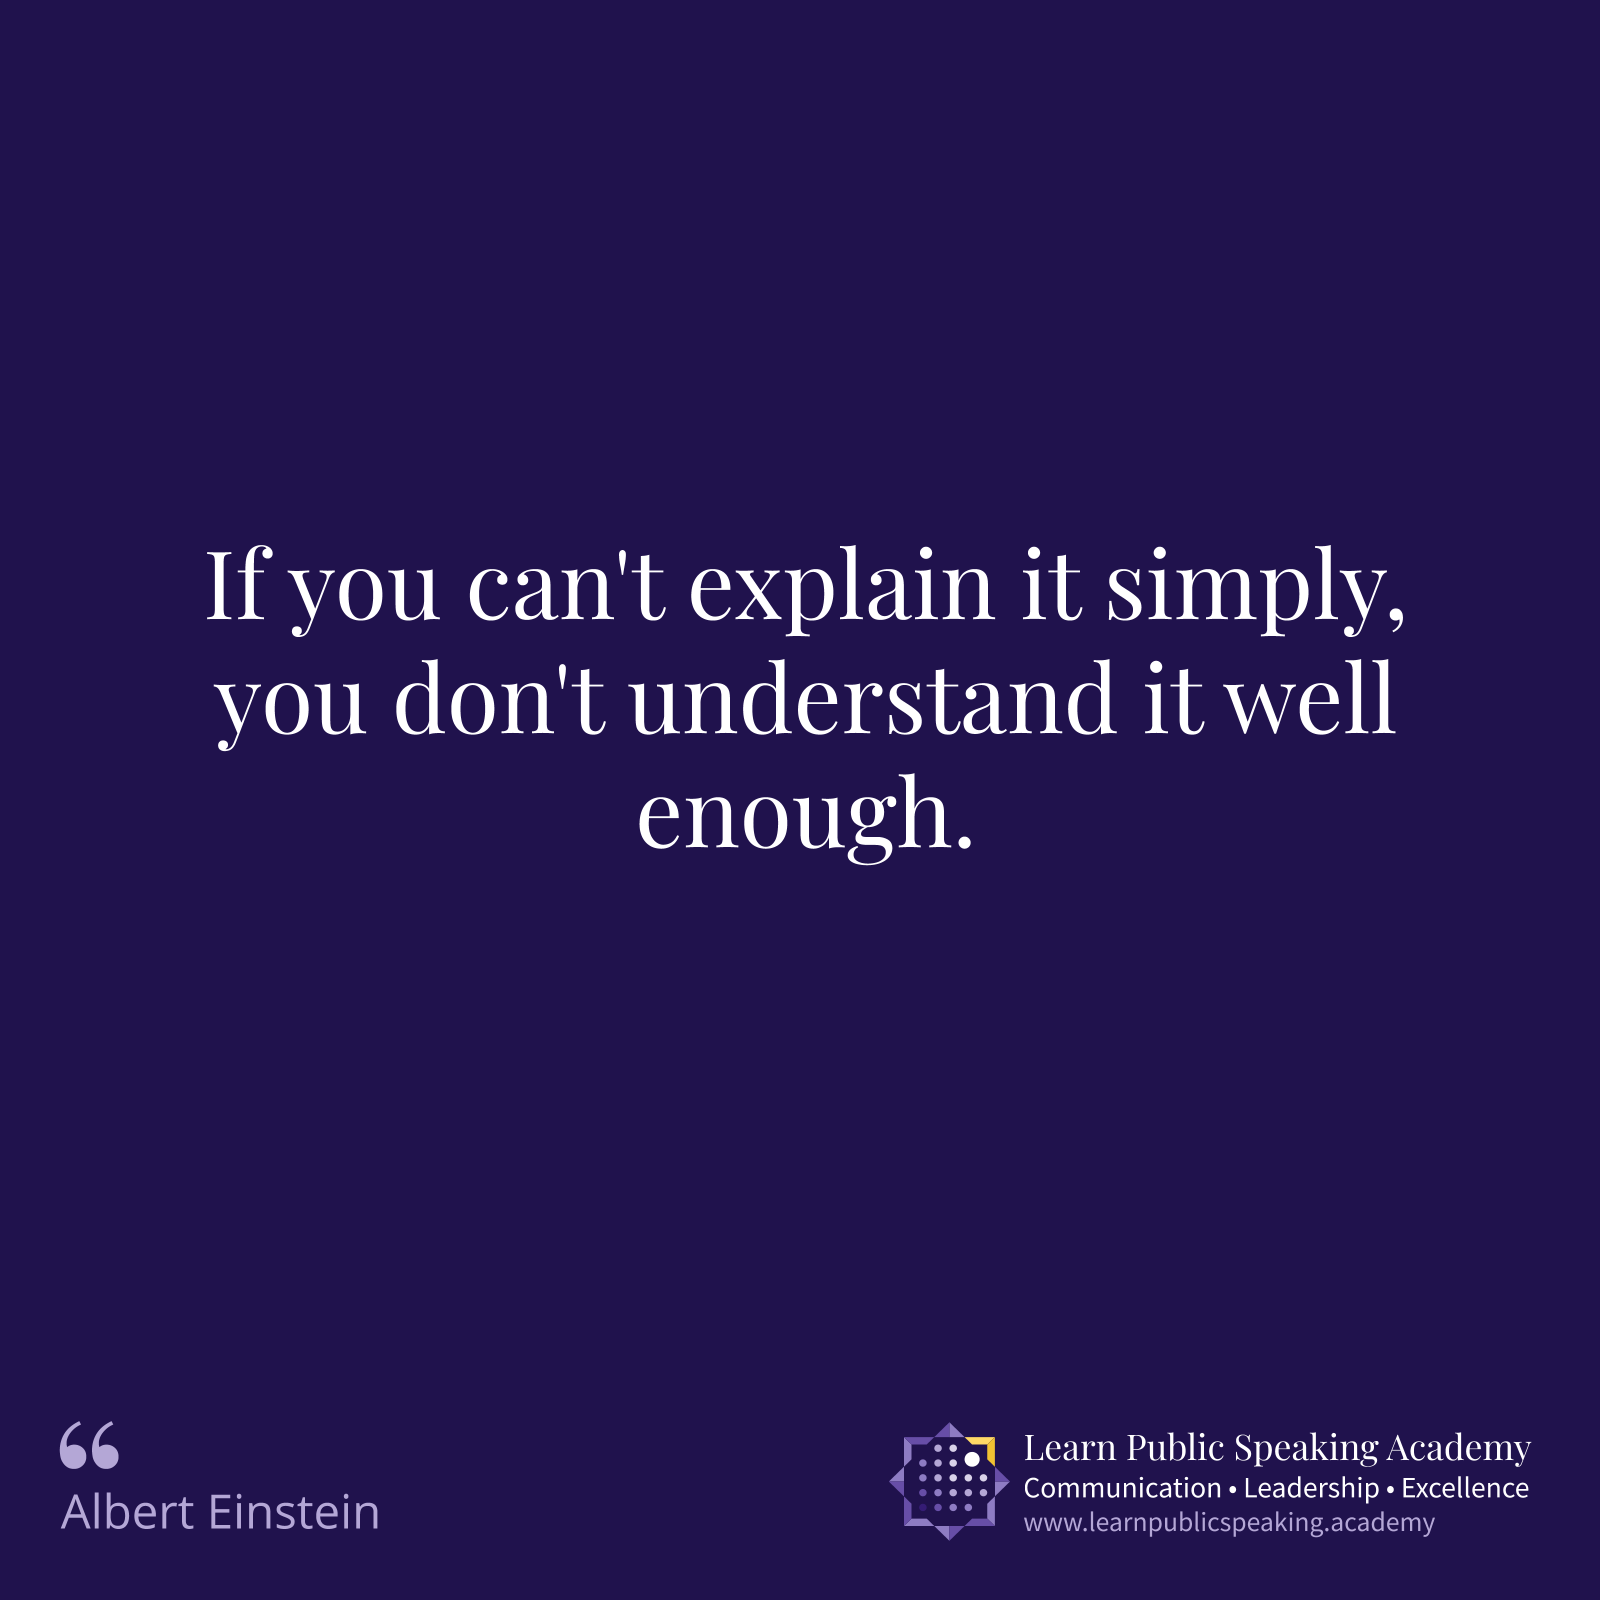 If you can't explain it simply,
you don't understand it well
enough.
❝
Albert Einstein
Learn Public Speaking Academy
Communication • Leadership • Excellence
www.learnpublicspeaking.academy